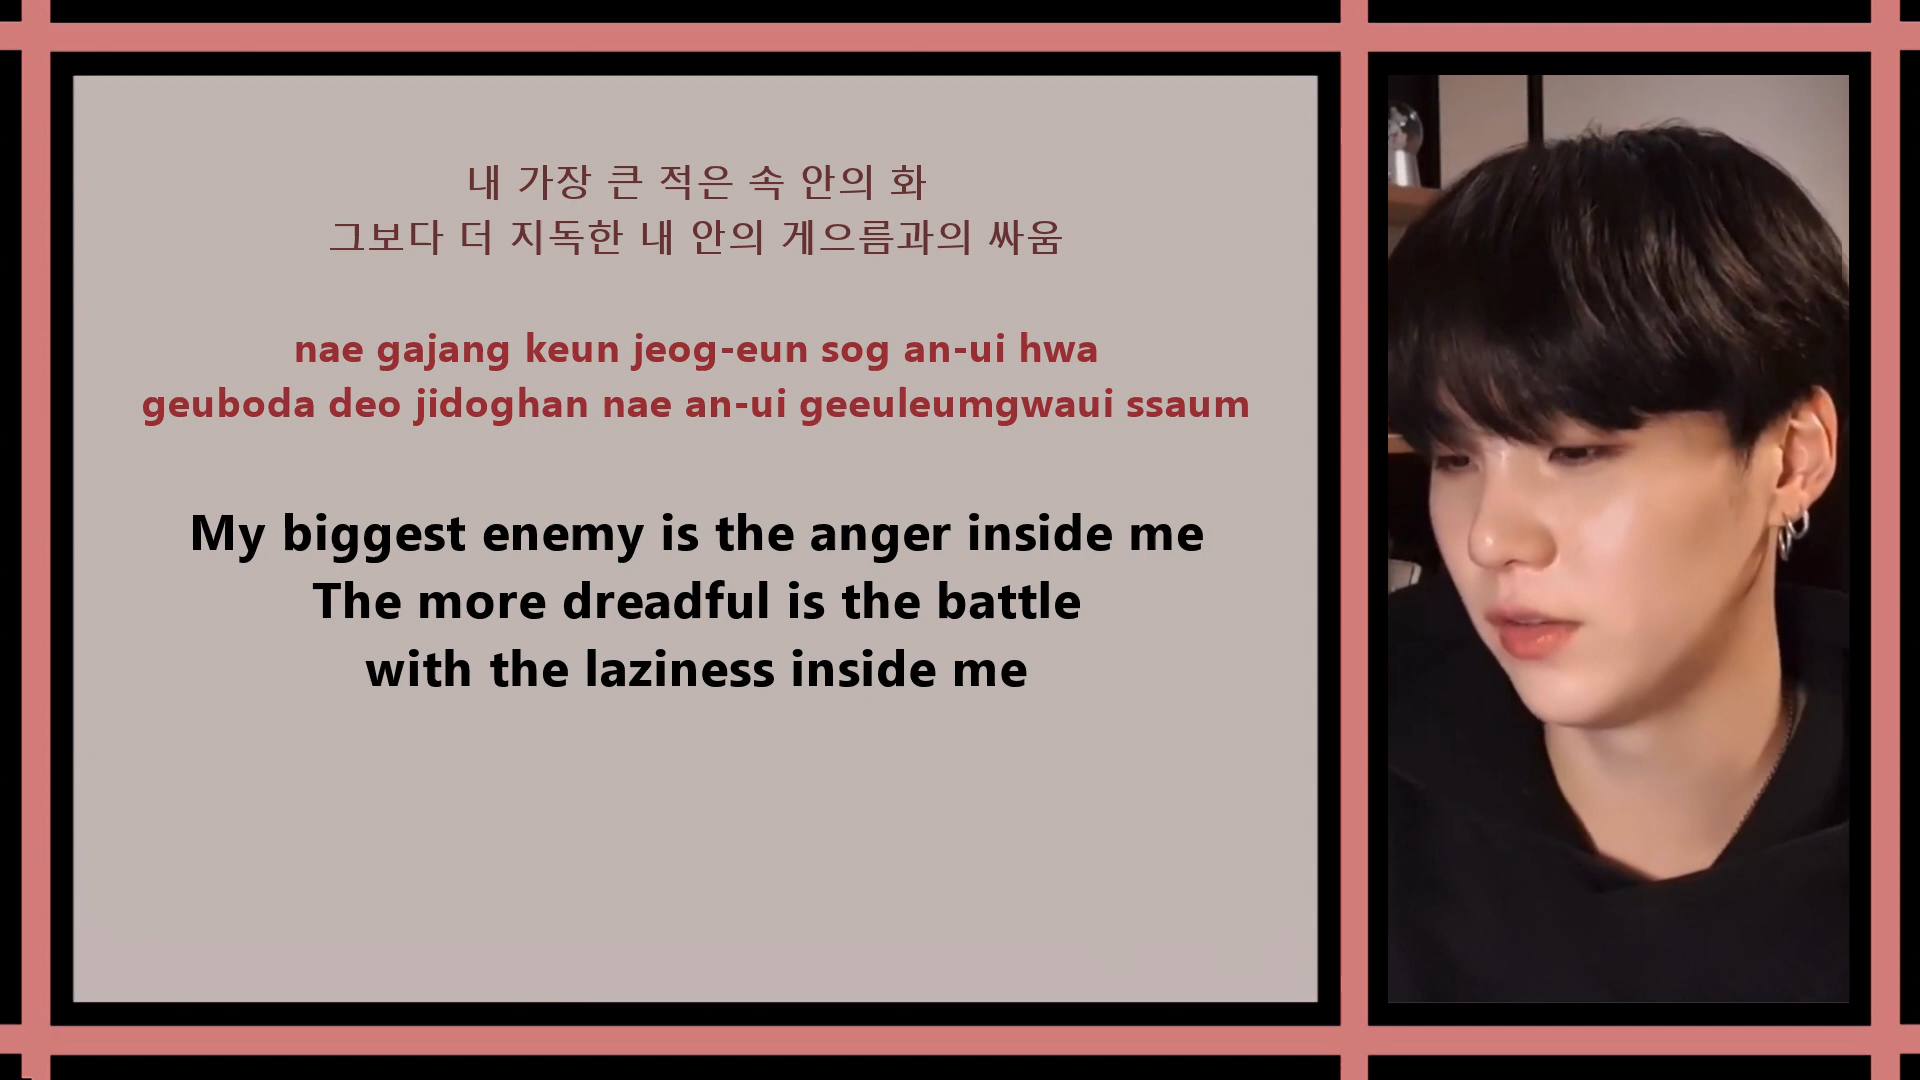 내 가장 큰 적은 속 안의 화
그보다 더 지독한 내 안의 게으름과의 싸움
nae gajang keun jeog-eun sog an-ui hwa
geuboda deo jidoghan nae an-ui geeuleumgwaui ssaum
My biggest enemy is the anger inside me
The more dreadful is the battle
with the laziness inside me